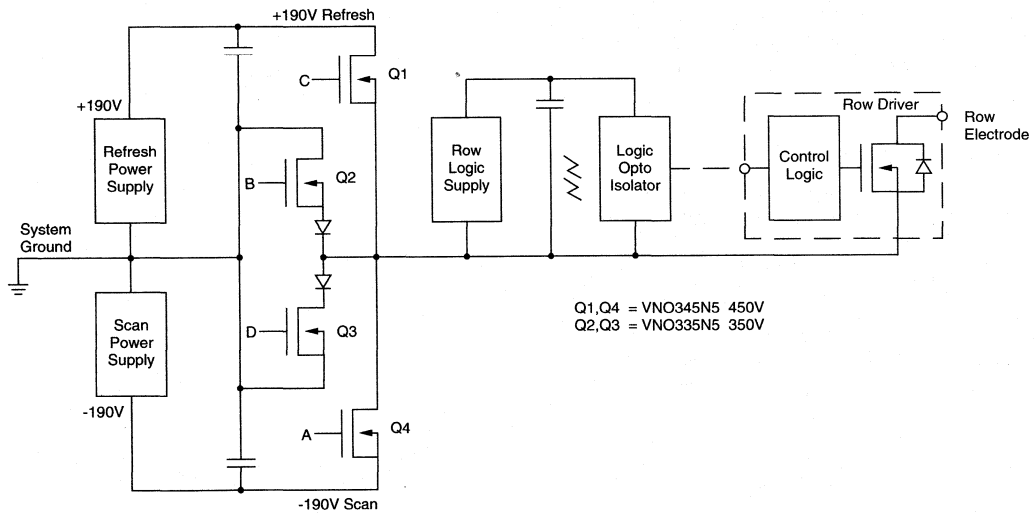 +190V Refresh
C
Q1
+190V
Refresh
Power
Supply
B
Q2
System
Ground
Scan
Power
Supply
-190V
D
Q3
A
Q4
-190V Scan
Row
Logic
Supply
Logic
Opto
Isolator
Row Driver
Control
Logic
Row
Electrode
Q1,Q4 = VNO345N5 450V
Q2,Q3 = VNO335N5 350V